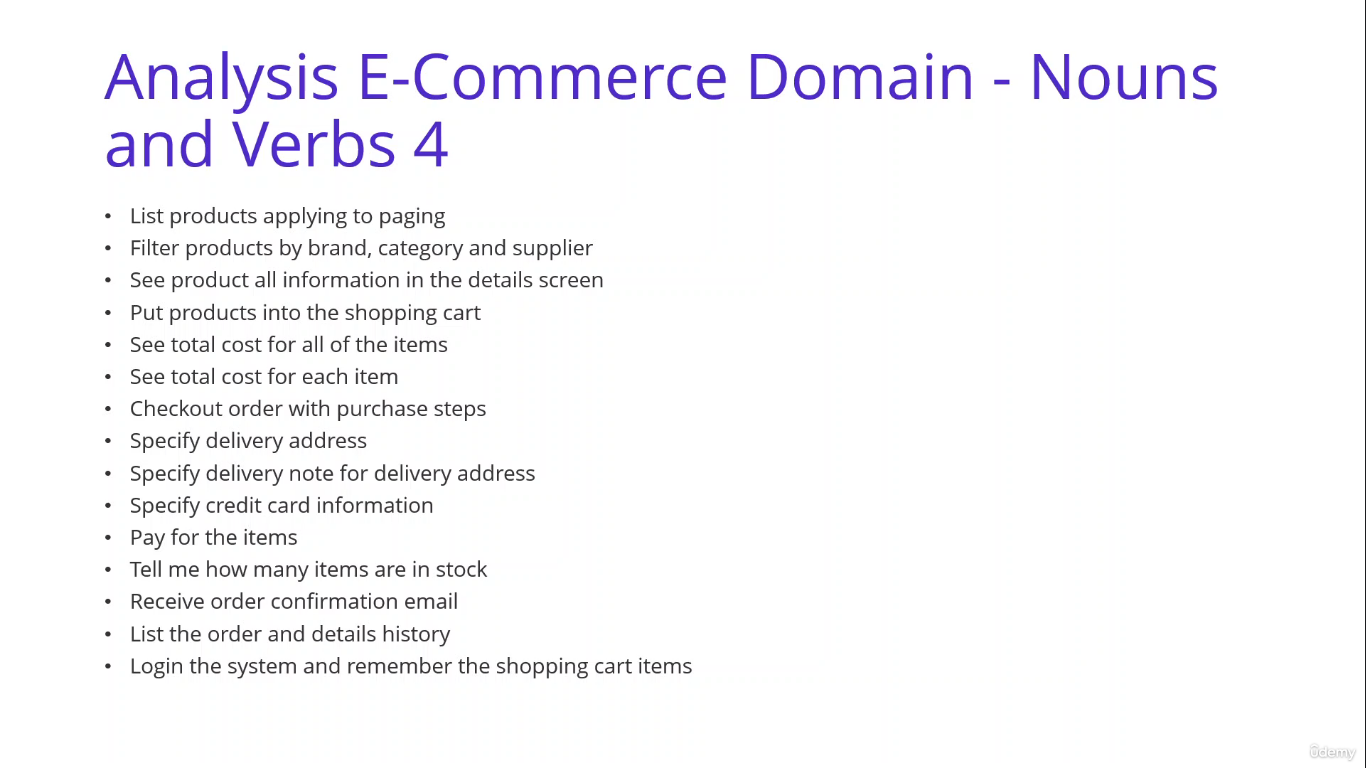 Analysis E-Commerce Domain - Nouns
and Verbs 4
• List products applying to paging
• Filter products by brand, category and supplier
• See product all information in the details screen
• Put products into the shopping cart
• See total cost for all of the items
• See total cost for each item
• Checkout order with purchase steps
• Specify delivery address
• Specify delivery note for delivery address
• Specify credit card information
• Pay for the items
• Tell me how many items are in stock
• Receive order confirmation email
• List the order and details history
• Login the system and remember the shopping cart items
ûdemy